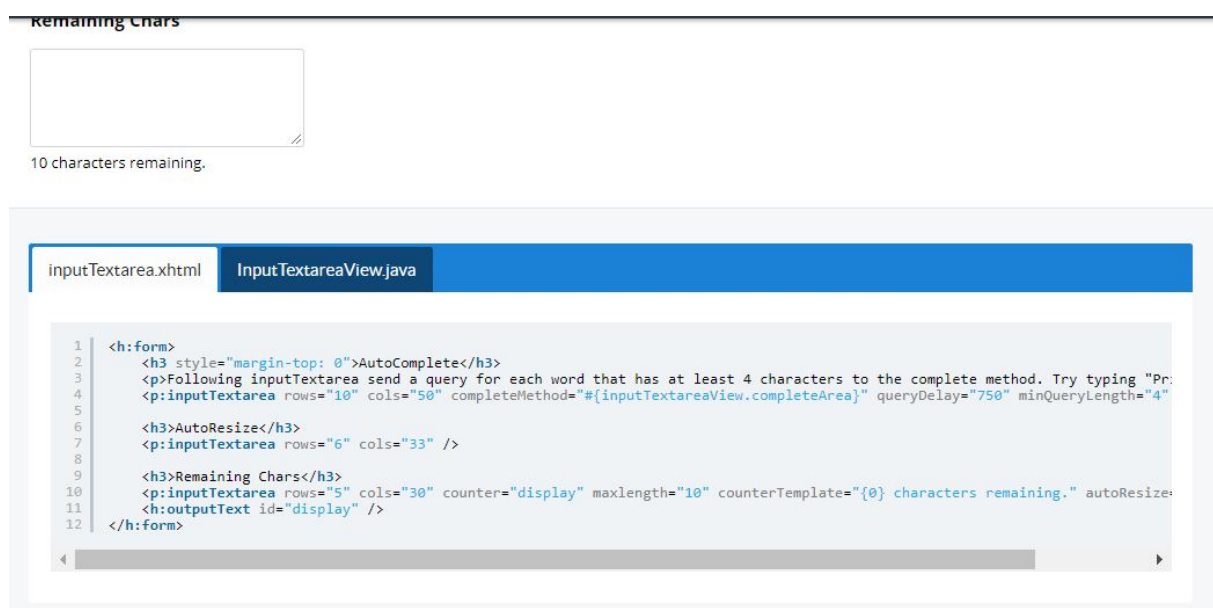 Remaining Chars
10 characters remaining.
inputTextarea.xhtml InputTextareaView.java
1 <h:form>
2 <h3 style="margin-top: 0">AutoComplete</h3>
3 <p>Following inputTextarea send a query for each word that has at least 4 characters to the complete method. Try typing "Pr
4 <p:inputTextarea rows="10" cols="50" completeMethod="#{inputTextareaView.completeArea}" queryDelay="750" minQueryLength="4"
5
6 <h3>AutoResize</h3>
7 <p:inputTextarea rows="6" cols="33" />
8
9 <h3>Remaining Chars</h3>
10 <p:inputTextarea rows="5" cols="30" counter="display" maxlength="10" counterTemplate="{0} characters remaining." autoResize=
11 <h:outputText id="display" />
12 </h:form>